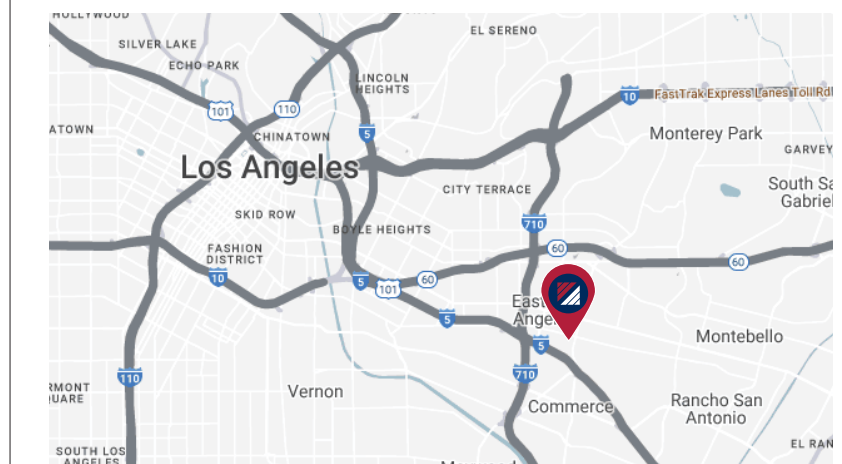 HOLLYWOOD
EL SERENO
SILVER LAKE
ECHO PARK
LINCOLN
HEIGHTS
10
FastTrak Express Lanes Toll Rd
101
110
ATOWN
CHINATOWN
5
Monterey Park
GARVEY
Los Angeles
CITY TERRACE
South Sa
Gabriel
SKID ROW
710
BOYLE HEIGHTS
FASHION
DISTRICT
60
60
10
5
60
101
East
Ange
5
5
Montebello
110
710
RMONT
UARE
Vernon
Commerce
Rancho San
Antonio
SOUTH LOS
ANGELES
EL RAN